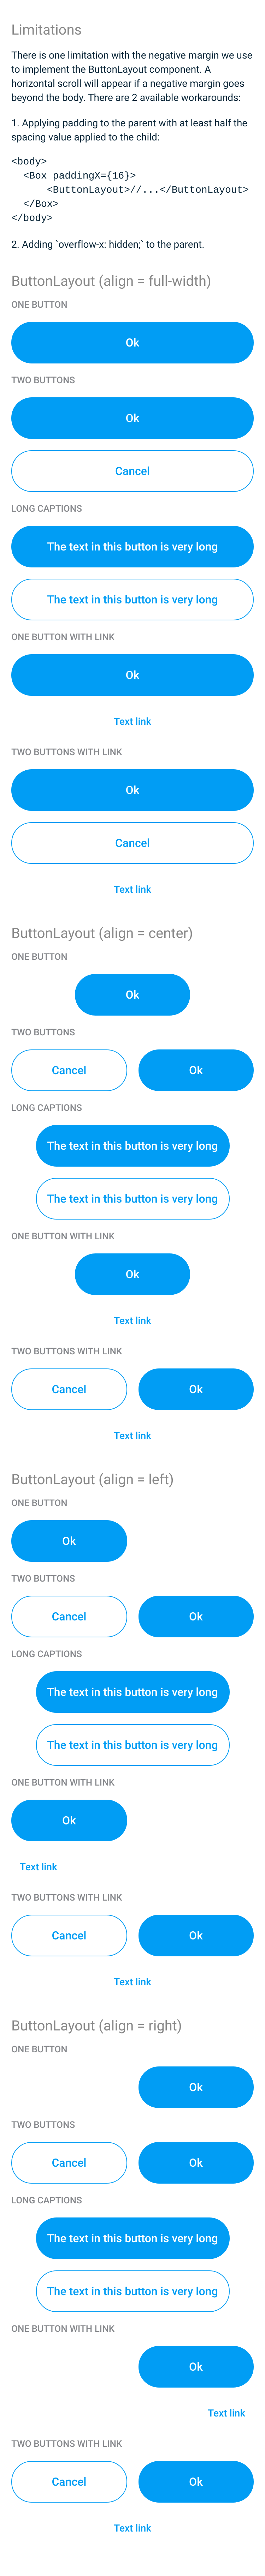 Limitations
There is one limitation with the negative margin we use
to implement the ButtonLayout component. A
horizontal scroll will appear if a negative margin goes
beyond the body. There are 2 available workarounds:
1. Applying padding to the parent with at least half the
spacing value applied to the child:
<body>
<Box paddingX={16}>
<ButtonLayout>//...</ButtonLayout>
</Box>
</body>
2. Adding `overflow-x: hidden;` to the parent.
ButtonLayout (align = full-width)
ONE BUTTON
Ok
TWO BUTTONS
Ok
Cancel
LONG CAPTIONS
The text in this button is very long
The text in this button is very long
ONE BUTTON WITH LINK
Ok
Text link
TWO BUTTONS WITH LINK
Ok
Cancel
Text link
ButtonLayout (align = center)
ONE BUTTON
Ok
TWO BUTTONS
Cancel Ok
LONG CAPTIONS
The text in this button is very long
The text in this button is very long
ONE BUTTON WITH LINK
Ok
Text link
TWO BUTTONS WITH LINK
Cancel Ok
Text link
ButtonLayout (align = left)
ONE BUTTON
Ok
TWO BUTTONS
Cancel Ok
LONG CAPTIONS
The text in this button is very long
The text in this button is very long
ONE BUTTON WITH LINK
Ok
Text link
TWO BUTTONS WITH LINK
Cancel Ok
Text link
ButtonLayout (align = right)
ONE BUTTON
Ok
TWO BUTTONS
Cancel Ok
LONG CAPTIONS
The text in this button is very long
The text in this button is very long
ONE BUTTON WITH LINK
Ok
Text link
TWO BUTTONS WITH LINK
Cancel Ok
Text link